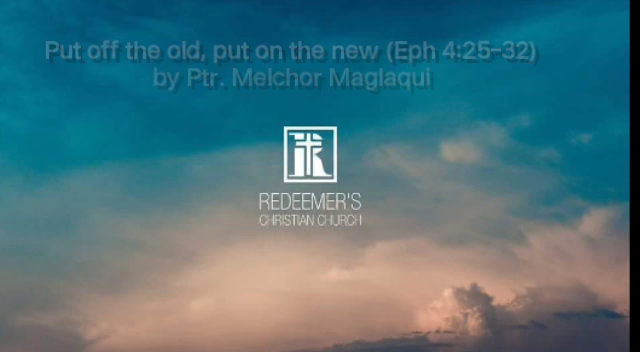 Put off the old, put on the new (Eph 4:25-32)
by Ptr. Melchor Maglaqui
REDEEMER'S
CHRISTIAN CHURCH